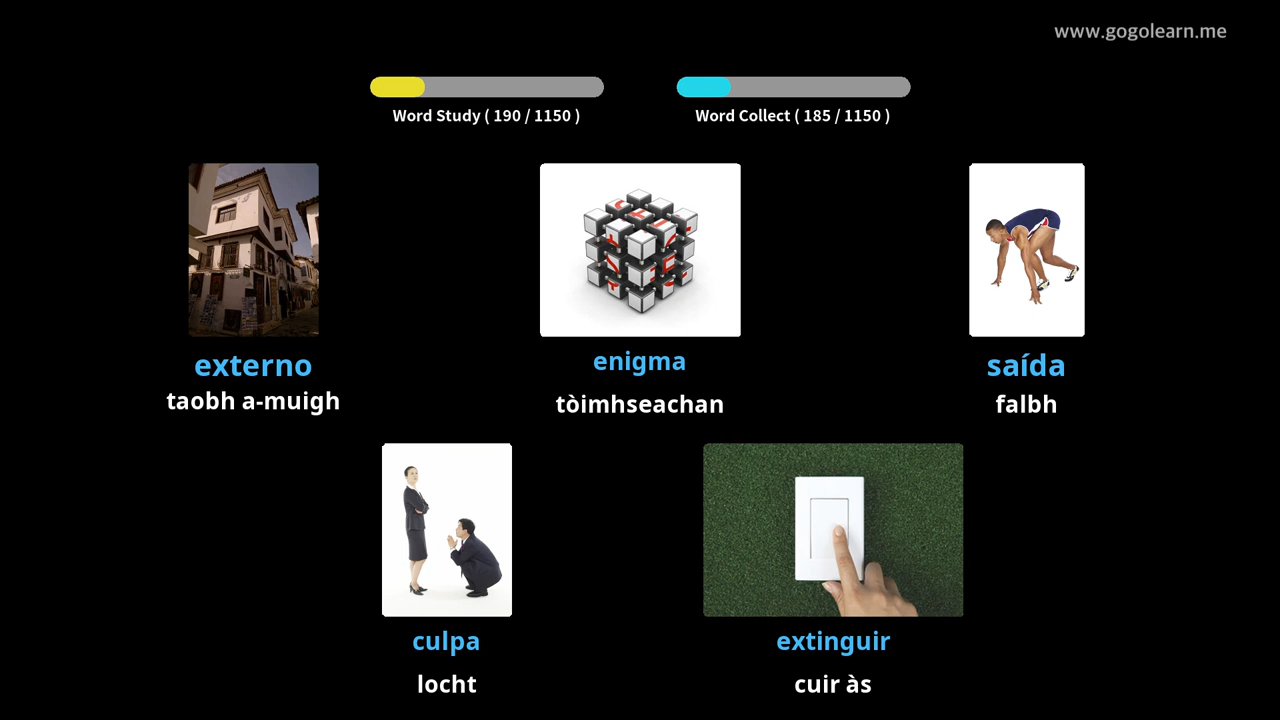 www.gogolearn.me
Word Study ( 190 / 1150 )
Word Collect ( 185 / 1150 )
externo
taobh a-muigh
enigma
tòimhseachan
saída
falbh
culpa
locht
extinguir
cuir às